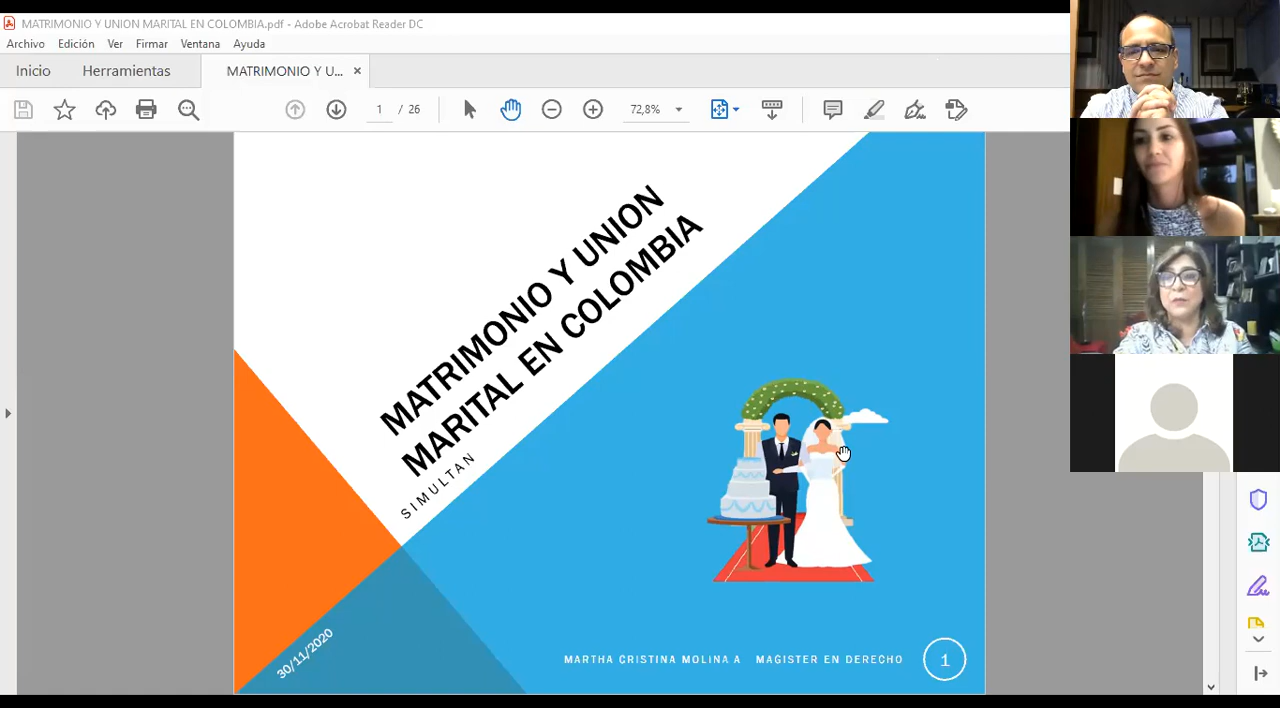 MATRIMONIO Y UNION MARITAL EN COLOMBIA.pdf - Adobe Acrobat Reader DC
Archivo Edición Ver Firmar Ventana Ayuda
Inicio Herramientas MATRIMONIO Y U... ×
1 / 26 72,8%
MATRIMONIO Y UNION
MARITAL EN COLOMBIA
SIMULTAN
30/11/2020
MARTHA CRISTINA MOLINA A MAGISTER EN DERECHO 1